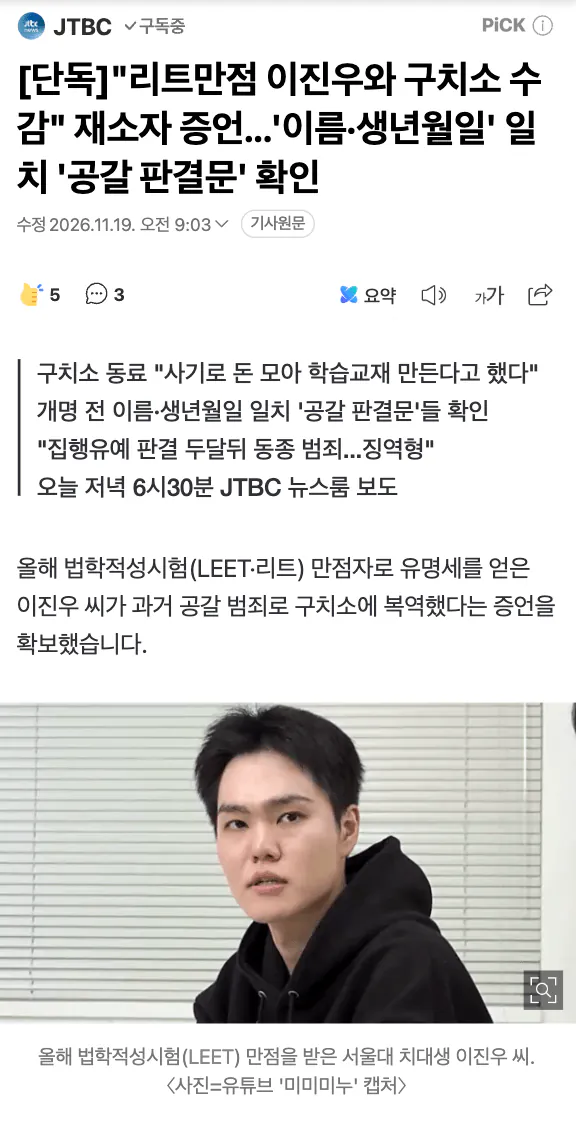 JTBC 구독중 PiCK
[단독]"리트만점 이진우와 구치소 수
감" 재소자 증언…'이름·생년월일' 일
치 '공갈 판결문' 확인
수정 2026.11.19. 오전 9:03 기사원문
5 3 요약 가가
구치소 동료 "사기로 돈 모아 학습교재 만든다고 했다"
개명 전 이름·생년월일 일치 '공갈 판결문'들 확인
"집행유예 판결 두달뒤 동종 범죄…징역형"
오늘 저녁 6시30분 JTBC 뉴스룸 보도
올해 법학적성시험(LEET·리트) 만점자로 유명세를 얻은
이진우 씨가 과거 공갈 범죄로 구치소에 복역했다는 증언을
확보했습니다.
올해 법학적성시험(LEET) 만점을 받은 서울대 치대생 이진우 씨.
〈사진=유튜브 '미미미누' 캡처〉